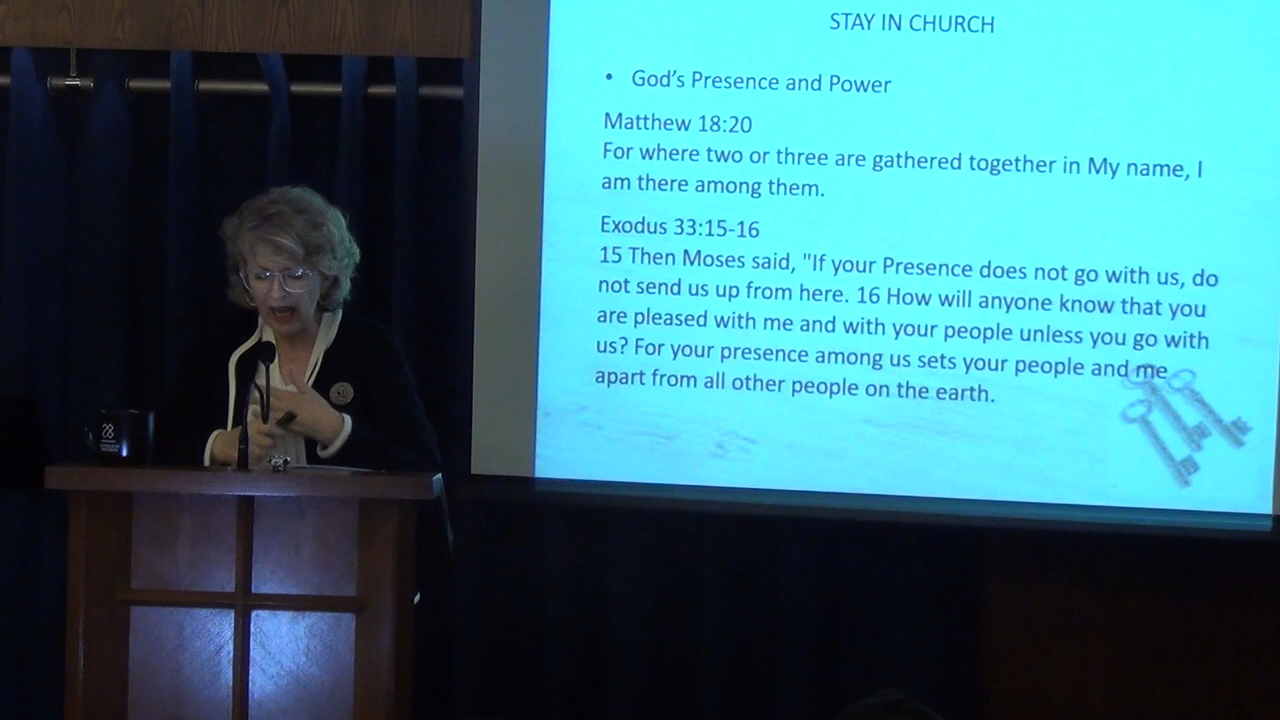 STAY IN CHURCH
• God's Presence and Power
Matthew 18:20
For where two or three are gathered together in My name, I
am there among them.
Exodus 33:15-16
15 Then Moses said, "If your Presence does not go with us, do
not send us up from here. 16 How will anyone know that you
are pleased with me and with your people unless you go with
us? For your presence among us sets your people and me
apart from all other people on the earth.